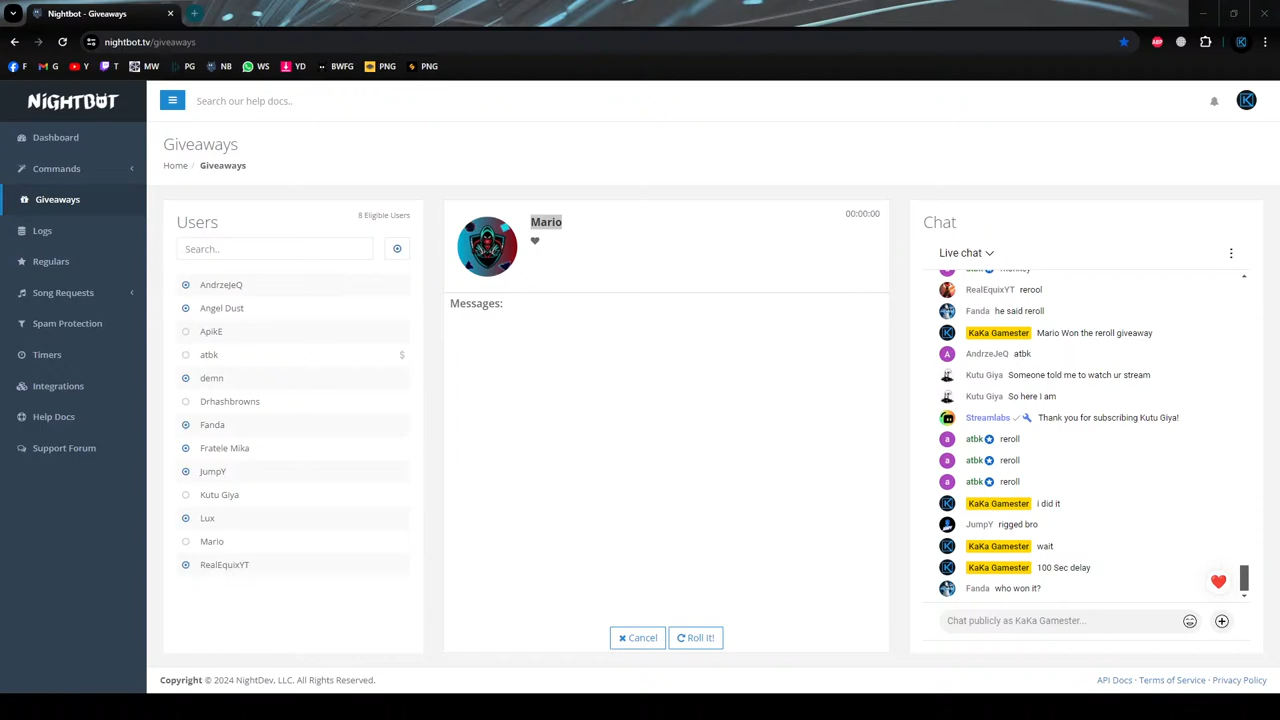 Nightbot - Giveaways
nightbot.tv/giveaways
F G Y T MW PG NB WS YD BWFG PNG PNG
NIGHTBOT
Search our help docs..
Dashboard
Commands
Giveaways
Logs
Regulars
Song Requests
Spam Protection
Timers
Integrations
Help Docs
Support Forum
Giveaways
Home / Giveaways
Users
8 Eligible Users
Search..
AndrzeJeQ
Angel Dust
ApikE
atbk $
demn
Drhashbrowns
Fanda
Fratele Mika
JumpY
Kutu Giya
Lux
Mario
RealEquixYT
Mario
00:00:00
Messages:
Cancel
Roll It!
Chat
Live chat
atbk monkey
RealEquixYT rerool
Fanda he said reroll
KaKa Gamester Mario Won the reroll giveaway
AndrzeJeQ atbk
Kutu Giya Someone told me to watch ur stream
Kutu Giya So here I am
Streamlabs Thank you for subscribing Kutu Giya!
atbk reroll
atbk reroll
atbk reroll
KaKa Gamester i did it
JumpY rigged bro
KaKa Gamester wait
KaKa Gamester 100 Sec delay
Fanda who won it?
Chat publicly as KaKa Gamester...
Copyright © 2024 NightDev, LLC. All Rights Reserved.
API Docs · Terms of Service · Privacy Policy